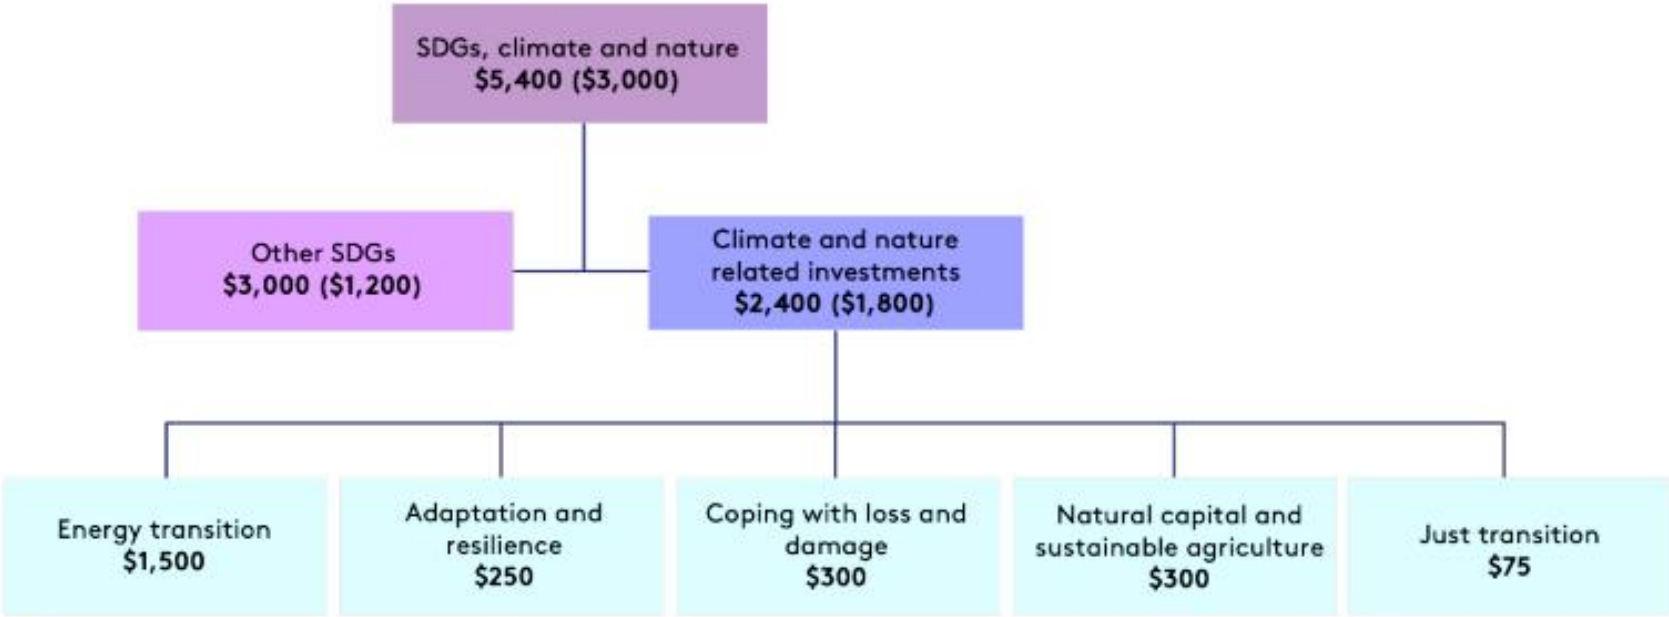 SDGs, climate and nature
$5,400 ($3,000)
Other SDGs
$3,000 ($1,200)
Climate and nature
related investments
$2,400 ($1,800)
Energy transition
$1,500
Adaptation and
resilience
$250
Coping with loss and
damage
$300
Natural capital and
sustainable agriculture
$300
Just transition
$75